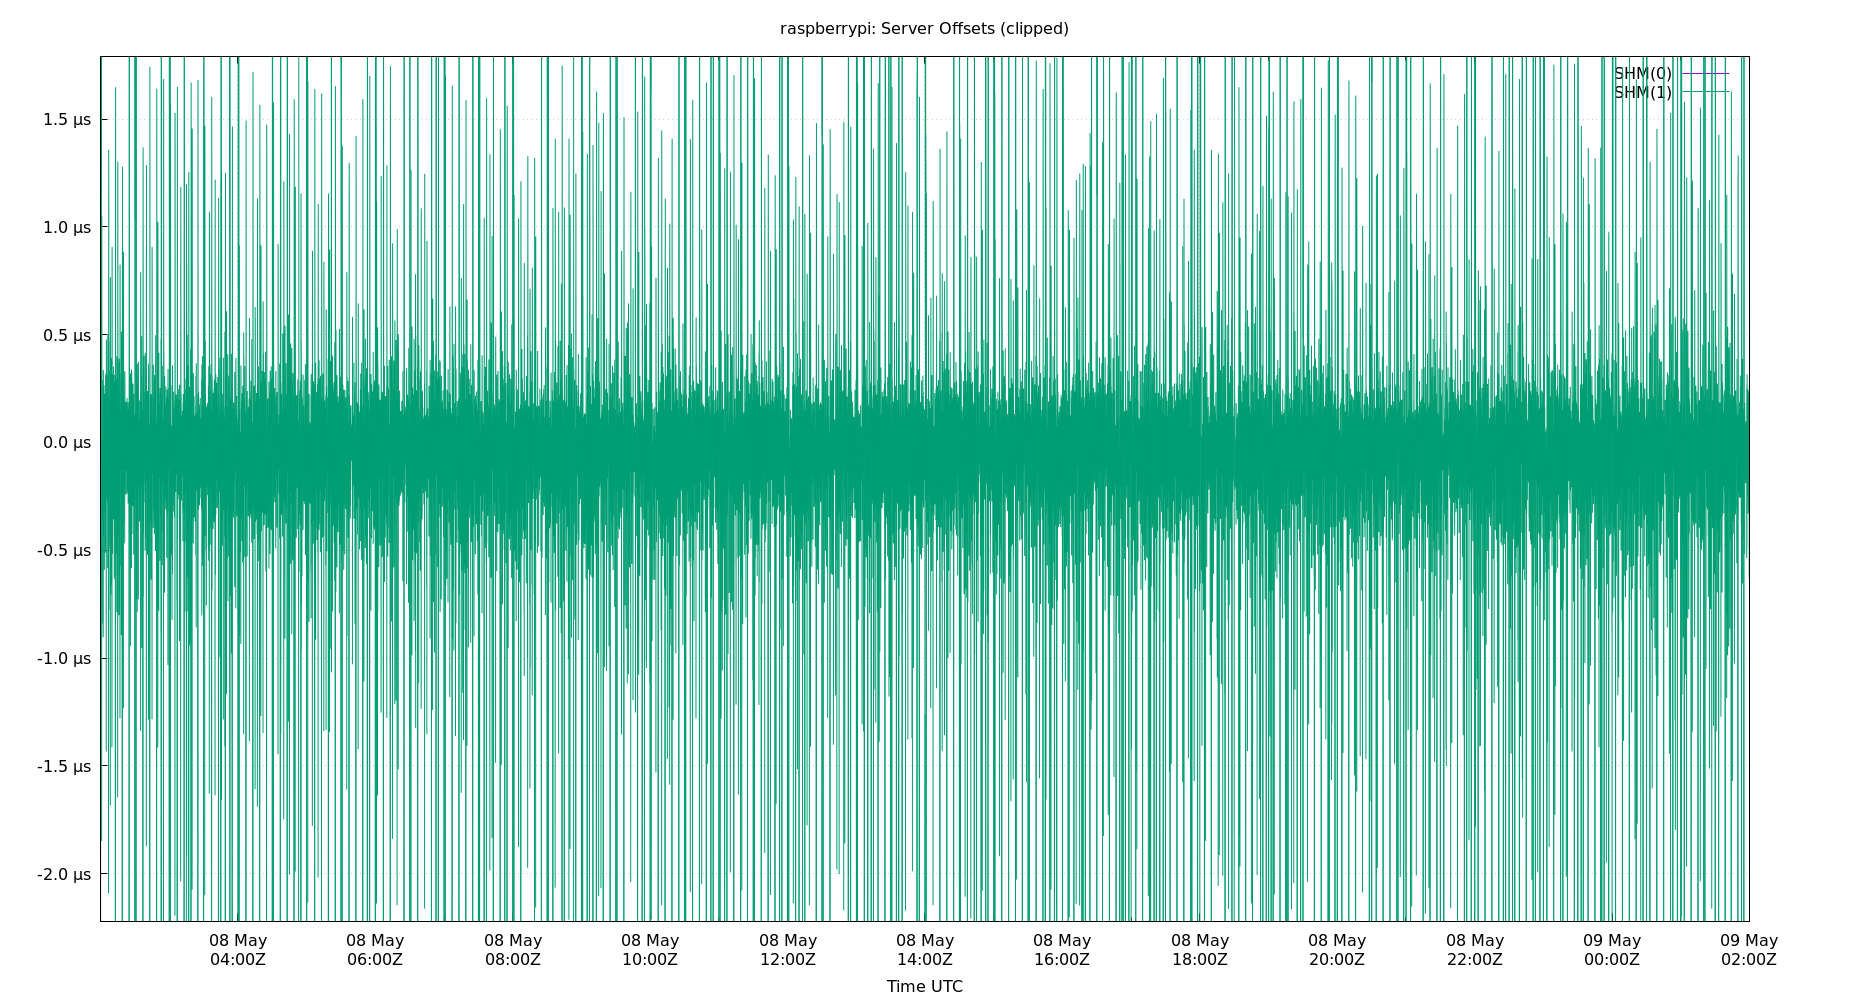 raspberrypi: Server Offsets (clipped)
SHM(0)
SHM(1)
1.5 µs
1.0 µs
0.5 µs
0.0 µs
-0.5 µs
-1.0 µs
-1.5 µs
-2.0 µs
08 May 08 May 08 May 08 May 08 May 08 May 08 May 08 May 08 May 08 May 09 May 09 May
04:00Z 06:00Z 08:00Z 10:00Z 12:00Z 14:00Z 16:00Z 18:00Z 20:00Z 22:00Z 00:00Z 02:00Z
Time UTC